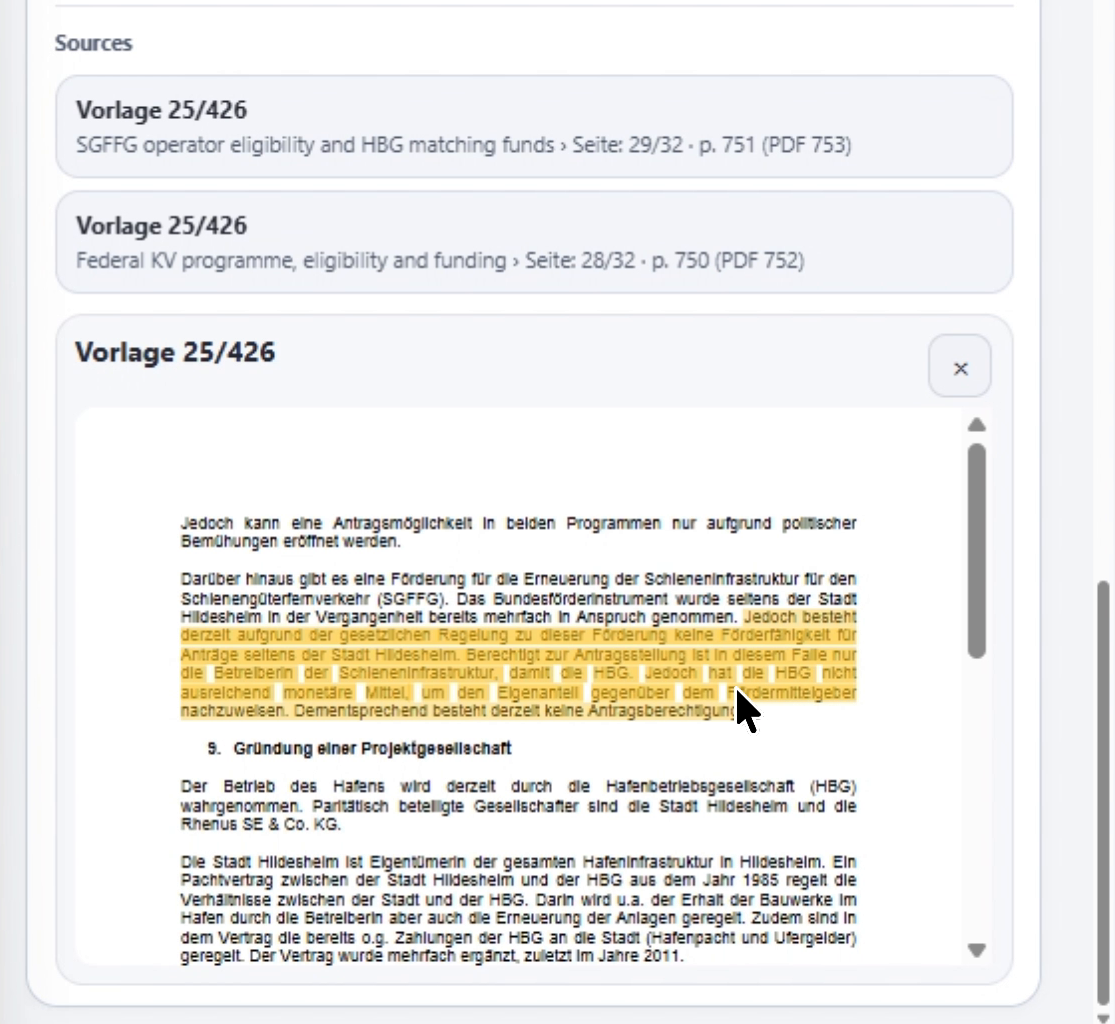 Sources
Vorlage 25/426
SGFFG operator eligibility and HBG matching funds › Seite: 29/32 · p. 751 (PDF 753)
Vorlage 25/426
Federal KV programme, eligibility and funding › Seite: 28/32 · p. 750 (PDF 752)
Vorlage 25/426
×
Jedoch kann eine Antragsmöglichkeit in beiden Programmen nur aufgrund politischer
Bemühungen eröffnet werden.
Darüber hinaus gibt es eine Förderung für die Erneuerung der Schieneninfrastruktur für den
Schienengüterfernverkehr (SGFFG). Das Bundesförderinstrument wurde seitens der Stadt
Hildesheim in der Vergangenheit bereits mehrfach in Anspruch genommen. Jedoch besteht
derzeit aufgrund der gesetzlichen Regelung zu dieser Förderung keine Förderfähigkeit für
Anträge seitens der Stadt Hildesheim. Berechtigt zur Antragsstellung ist in diesem Falle nur
die Betreiberin der Schieneninfrastruktur, damit die HBG. Jedoch hat die HBG nicht
ausreichend monetäre Mittel, um den Eigenanteil gegenüber dem Fördermittelgeber
nachzuweisen. Dementsprechend besteht derzeit keine Antragsberechtigung
9. Gründung einer Projektgesellschaft
Der Betrieb des Hafens wird derzeit durch die Hafenbetriebsgesellschaft (HBG)
wahrgenommen. Paritätisch beteiligte Gesellschafter sind die Stadt Hildesheim und die
Rhenus SE & Co. KG.
Die Stadt Hildesheim ist Eigentümerin der gesamten Hafeninfrastruktur in Hildesheim. Ein
Pachtvertrag zwischen der Stadt Hildesheim und der HBG aus dem Jahr 1985 regelt die
Verhältnisse zwischen der Stadt und der HBG. Darin wird u.a. der Erhalt der Bauwerke im
Hafen durch die Betreiberin aber auch die Erneuerung der Anlagen geregelt. Zudem sind in
dem Vertrag die bereits o.g. Zahlungen der HBG an die Stadt (Hafenpacht und Ufergelder)
geregelt. Der Vertrag wurde mehrfach ergänzt, zuletzt im Jahre 2011.